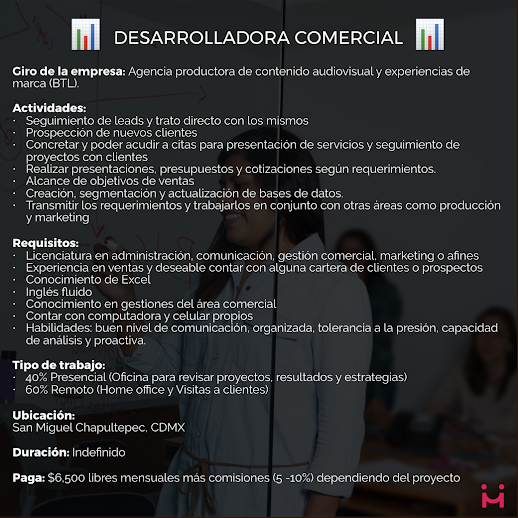 DESARROLLADORA COMERCIAL
Giro de la empresa: Agencia productora de contenido audiovisual y experiencias de
marca (BTL).
Actividades:
• Seguimiento de leads y trato directo con los mismos
• Prospección de nuevos clientes
• Concretar y poder acudir a citas para presentación de servicios y seguimiento de
proyectos con clientes
• Realizar presentaciones, presupuestos y cotizaciones según requerimientos.
• Alcance de objetivos de ventas
• Creación, segmentación y actualización de bases de datos.
• Transmitir los requerimientos y trabajarlos en conjunto con otras áreas como producción
y marketing
Requisitos:
• Licenciatura en administración, comunicación, gestión comercial, marketing o afines
• Experiencia en ventas y deseable contar con alguna cartera de clientes o prospectos
• Conocimiento de Excel
• Inglés fluido
• Conocimiento en gestiones del área comercial
• Contar con computadora y celular propios
• Habilidades: buen nivel de comunicación, organizada, tolerancia a la presión, capacidad
de análisis y proactiva.
Tipo de trabajo:
• 40% Presencial (Oficina para revisar proyectos, resultados y estrategias)
• 60% Remoto (Home office y Visitas a clientes)
Ubicación:
San Miguel Chapultepec, CDMX
Duración: Indefinido
Paga: $6,500 libres mensuales más comisiones (5 -10%) dependiendo del proyecto